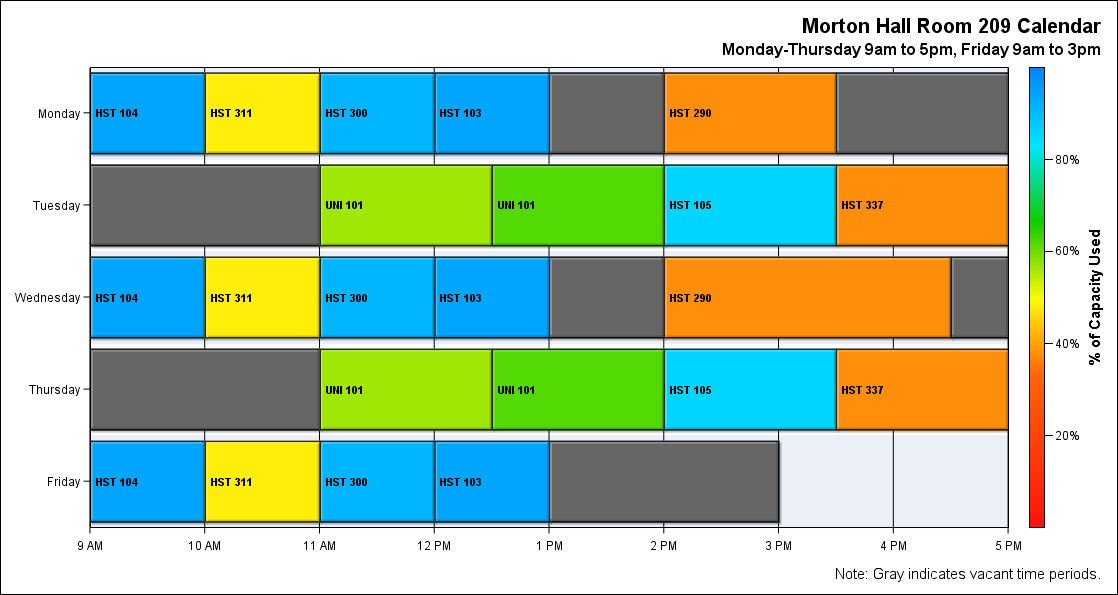 Morton Hall Room 209 Calendar
Monday-Thursday 9am to 5pm, Friday 9am to 3pm
Monday
HST 104
HST 311
HST 300
HST 103
HST 290
Tuesday
UNI 101
UNI 101
HST 105
HST 337
Wednesday
HST 104
HST 311
HST 300
HST 103
HST 290
Thursday
UNI 101
UNI 101
HST 105
HST 337
Friday
HST 104
HST 311
HST 300
HST 103
9 AM
10 AM
11 AM
12 PM
1 PM
2 PM
3 PM
4 PM
5 PM
80%
60%
40%
20%
% of Capacity Used
Note: Gray indicates vacant time periods.